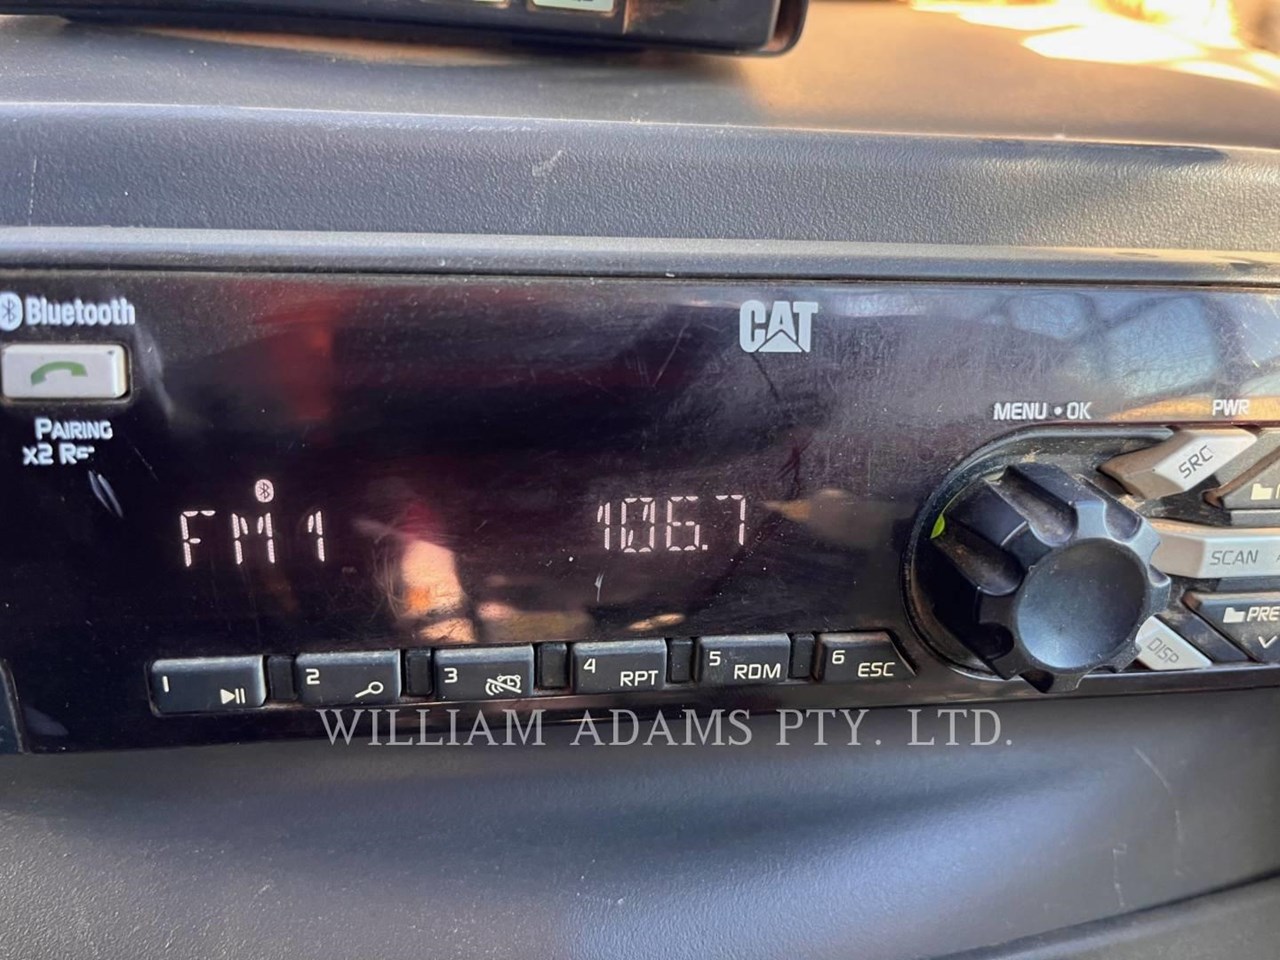 Bluetooth
CAT
PAIRING
x2
MENU • OK
PWR
SRC
SCAN
DISP
FM1
106.7
1
2
3
4 RPT
5 RDM
6 ESC
WILLIAM ADAMS PTY. LTD.